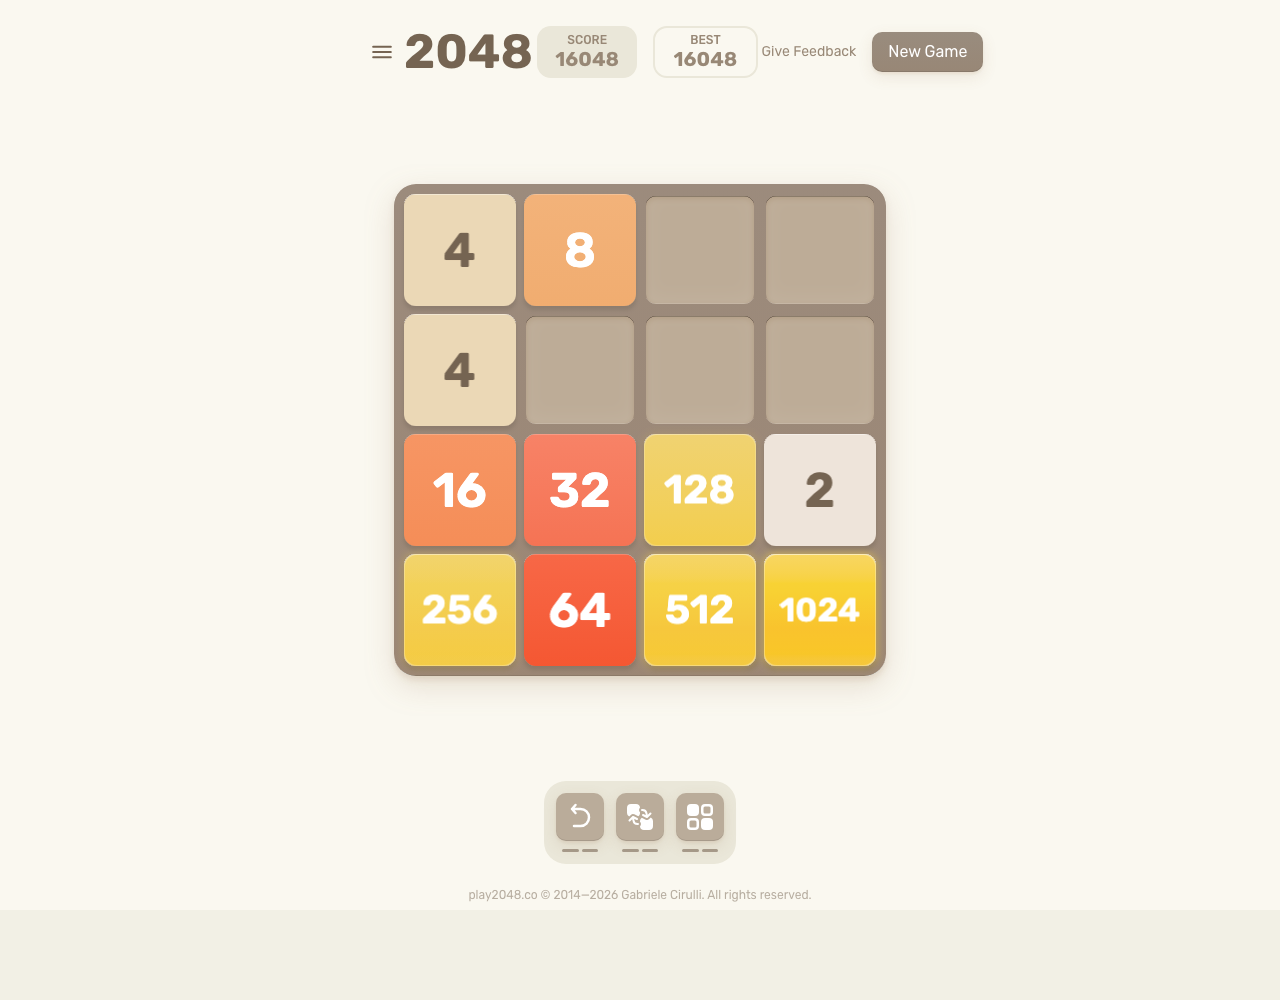 2048
SCORE
16048
BEST
16048
Give Feedback
New Game
4 8
4
16 32 128 2
256 64 512 1024
play2048.co © 2014—2026 Gabriele Cirulli. All rights reserved.